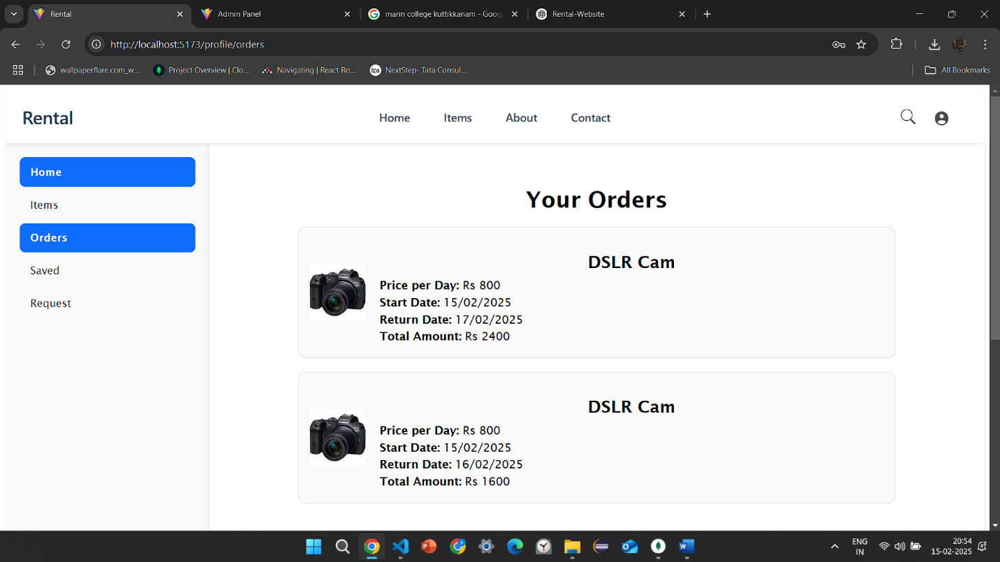 Rental
Admin Panel
marin college kuttikkanam - Goog
Rental-Website
http://localhost:5173/profile/orders
wallpaperflare.com_w...
Project Overview | Clo...
Navigating | React Ro...
tcs
NextStep- Tata Consul...
All Bookmarks
Rental
Home
Items
About
Contact
Home
Items
Orders
Saved
Request
Your Orders
DSLR Cam
Price per Day: Rs 800
Start Date: 15/02/2025
Return Date: 17/02/2025
Total Amount: Rs 2400
DSLR Cam
Price per Day: Rs 800
Start Date: 15/02/2025
Return Date: 16/02/2025
Total Amount: Rs 1600
ENG
IN
20:54
15-02-2025